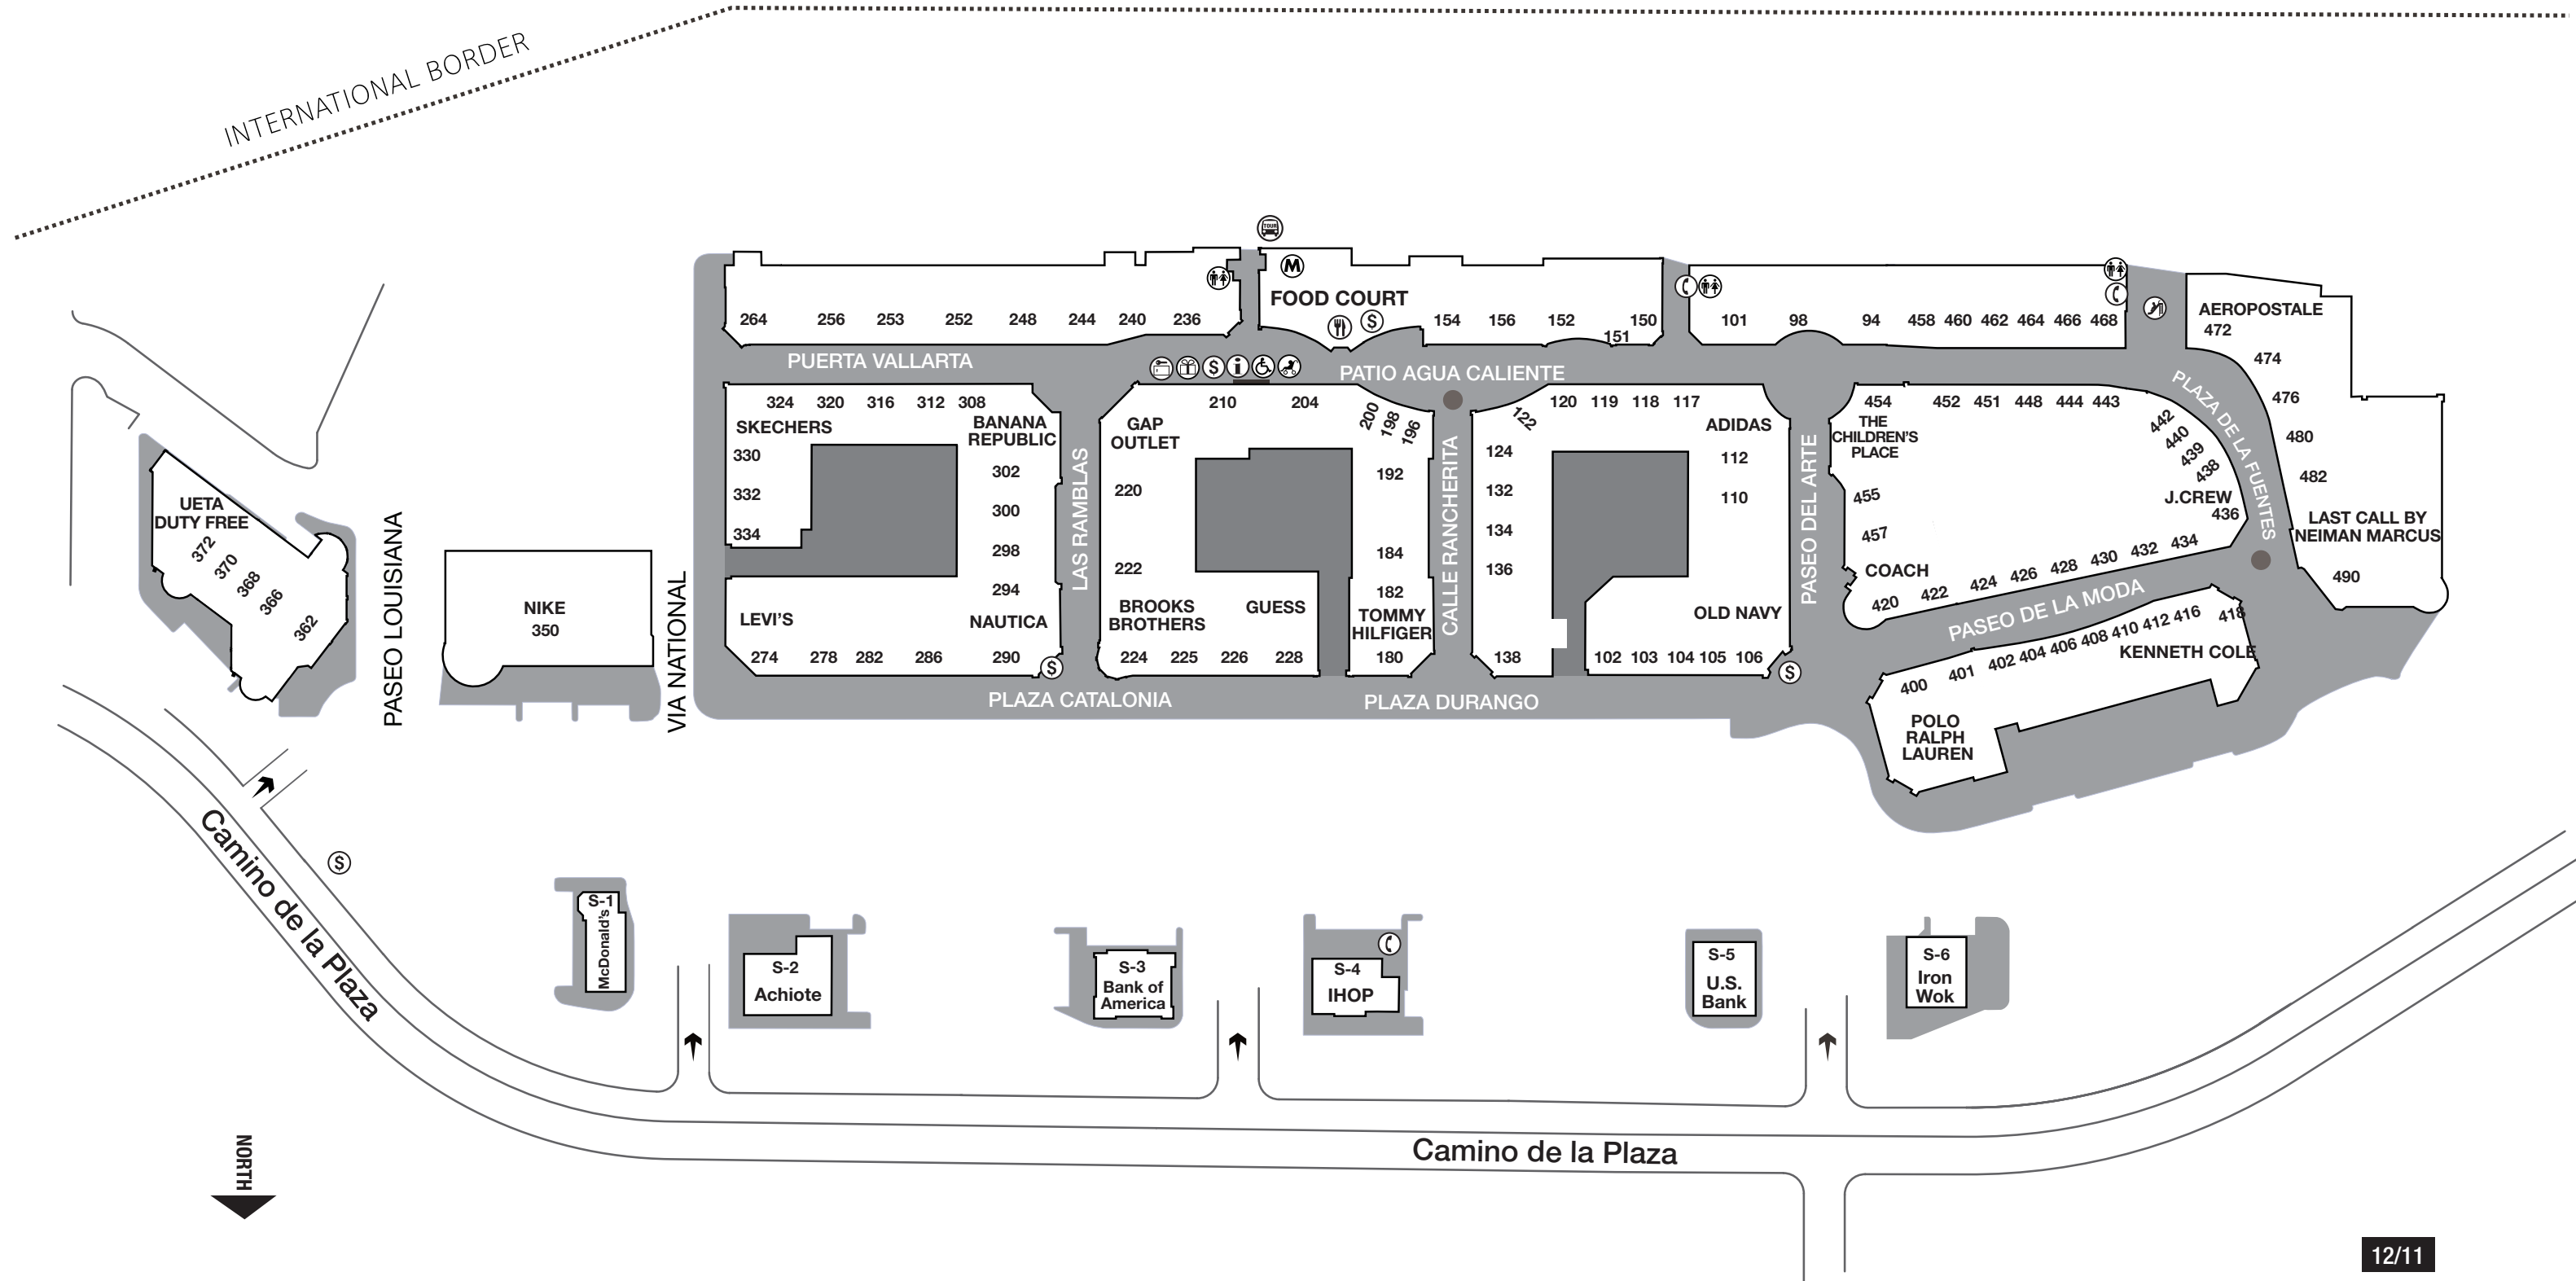 INTERNATIONAL BORDER
TOUR
M
FOOD COURT
$
264 256 253 252 248 244 240 236
154 156 152 151 150
101 98 94 458 460 462 464 466 468
AEROPOSTALE
472
474
476
480
482
LAST CALL BY
NEIMAN MARCUS
490
PUERTA VALLARTA
$ i
PATIO AGUA CALIENTE
PLAZA DE LA FUENTES
324 320 316 312 308
SKECHERS
BANANA
REPUBLIC
330
332
334
302
300
298
294
LEVI'S
NAUTICA
274 278 282 286 290
$
LAS RAMBLAS
210 204 200 198 196
GAP
OUTLET
220
222
192
184
182
BROOKS
BROTHERS
GUESS
TOMMY
HILFIGER
224 225 226 228 180
CALLE RANCHERITA
122 120 119 118 117
ADIDAS
124
132
134
136
112
110
OLD NAVY
138 102 103 104 105 106
$
PASEO DEL ARTE
454 452 451 448 444 443 442 440 439 438
THE
CHILDREN'S
PLACE
455
457
COACH
J.CREW
436
420 422 424 426 428 430 432 434
PASEO DE LA MODA
400 401 402 404 406 408 410 412 416 418
KENNETH COLE
POLO
RALPH
LAUREN
UETA
DUTY FREE
372
370
368
366
362
PASEO LOUISIANA
NIKE
350
VIA NATIONAL
PLAZA CATALONIA
PLAZA DURANGO
Camino de la Plaza
$
S-1
McDonald's
S-2
Achiote
S-3
Bank of
America
S-4
IHOP
S-5
U.S.
Bank
S-6
Iron
Wok
Camino de la Plaza
NORTH
12/11